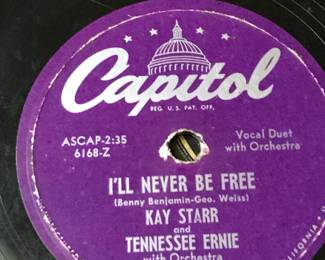 Capitol
REG. U.S. PAT. OFF.
ASCAP-2:35
6168-Z
Vocal Duet
with Orchestra
I'LL NEVER BE FREE
(Benny Benjamin-Geo. Weiss)
KAY STARR
and
TENNESSEE ERNIE
with Orchestra